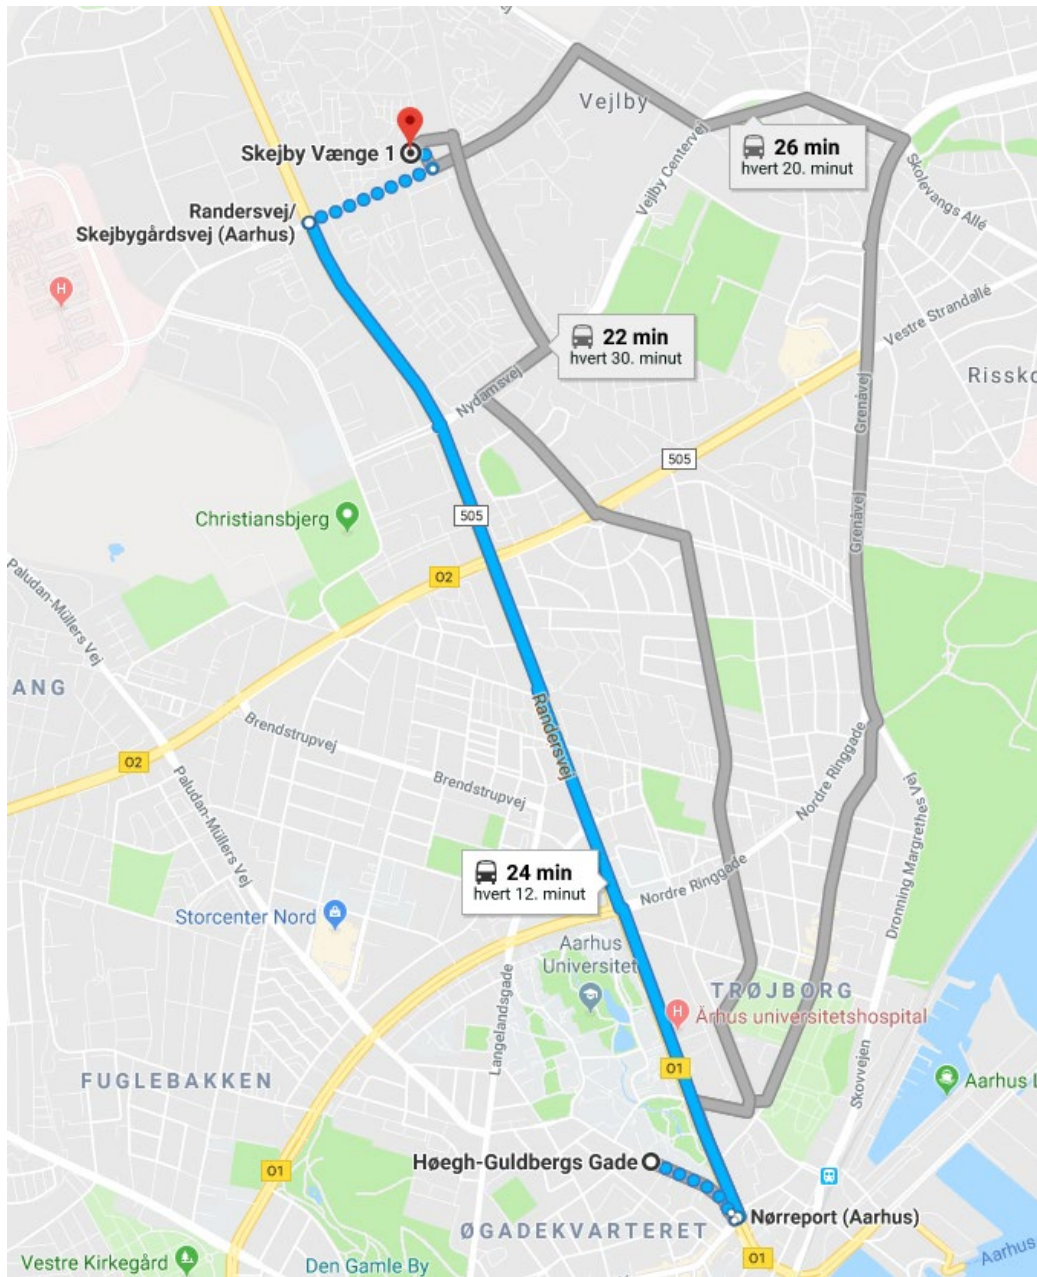 Vejlby
Vejlby Centervej
26 min
hvert 20. minut
Skolevangs Allé
Skejby Vænge 1
Randersvej/
Skejbygårdsvej (Aarhus)
H
22 min
hvert 30. minut
Vestre Strandallé
Risskc
Nydamsvej
Grenåvej
505
505
Christiansbjerg
Grenåvej
O2
Paludan-Müllers Vej
ANG
Randersvej
Brendstrupvej
O2
Nordre Ringgade
Paludan-Müllers Vej
Brendstrupvej
Dronning Margrethes Vej
24 min
hvert 12. minut
Nordre Ringgade
Storcenter Nord
Aarhus
Universitet
Langelandsgade
TRØJBORG
H
Århus universitetshospital
O1
FUGLEBAKKEN
Skovvejen
Aarhus L
Høegh-Guldbergs Gade
O1
Nørreport (Aarhus)
ØGADEKVARTERET
Aarhus
O1
Vestre Kirkegård
Den Gamle By